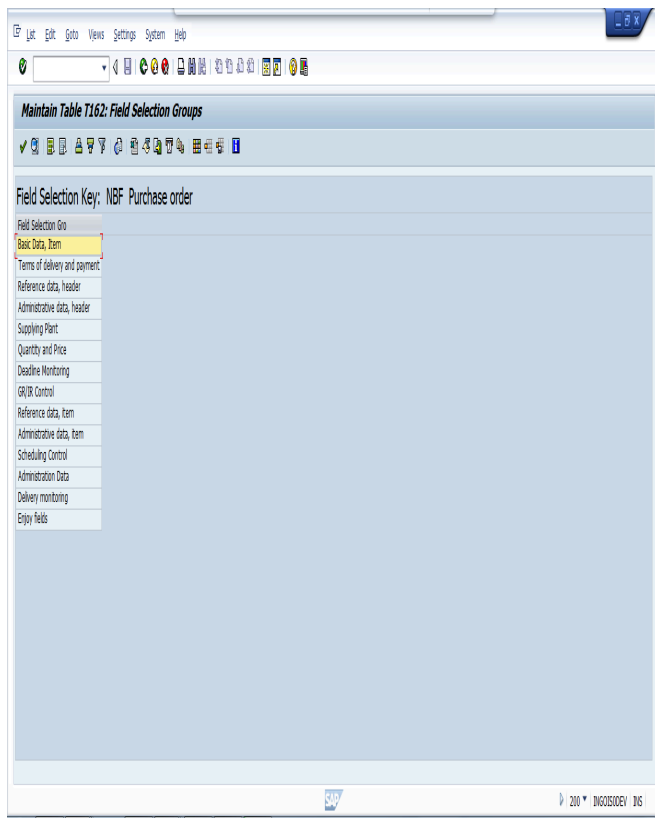 List Edit Goto Views Settings System Help
Maintain Table T162: Field Selection Groups
Field Selection Key: NBF Purchase order
Field Selection Gro
Basic Data, Item
Terms of delivery and payment
Reference data, header
Administrative data, header
Supplying Plant
Quantity and Price
Deadline Monitoring
GR/IR Control
Reference data, item
Administrative data, item
Scheduling Control
Administration Data
Delivery monitoring
Enjoy fields
SAP
200 INGOISODEV INS